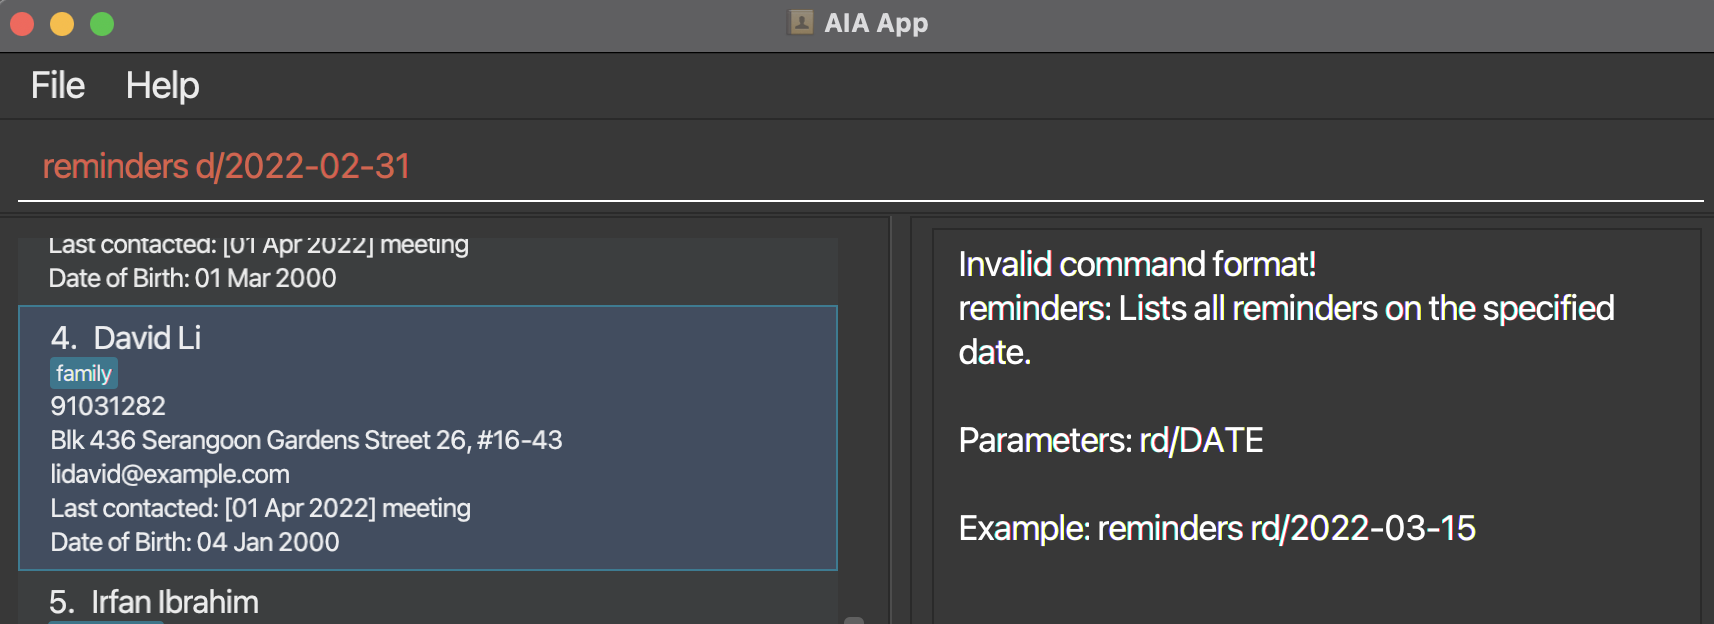 AIA App
File Help
reminders d/2022-02-31
Last contacted: [01 Apr 2022] meeting
Date of Birth: 01 Mar 2000
4. David Li
family
91031282
Blk 436 Serangoon Gardens Street 26, #16-43
lidavid@example.com
Last contacted: [01 Apr 2022] meeting
Date of Birth: 04 Jan 2000
5. Irfan Ibrahim
Invalid command format!
reminders: Lists all reminders on the specified
date.
Parameters: rd/DATE
Example: reminders rd/2022-03-15